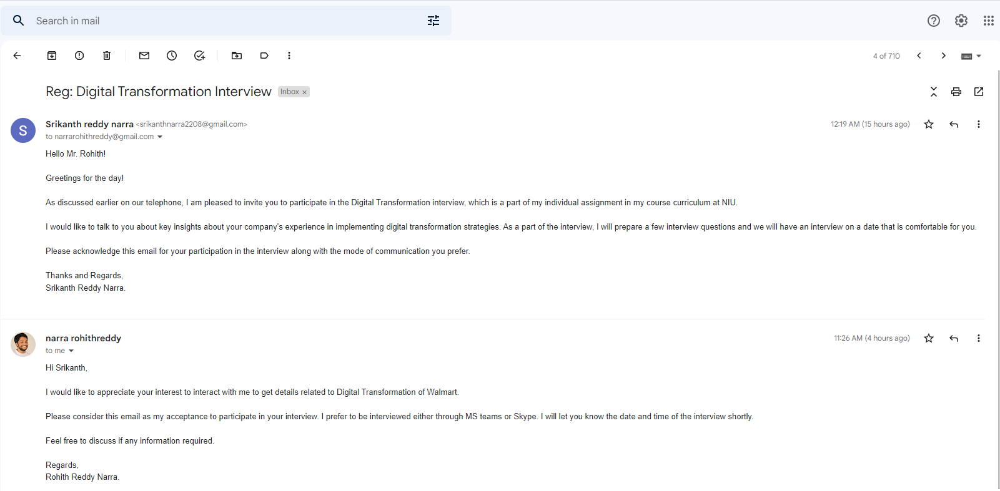 Search in mail
4 of 710
Reg: Digital Transformation Interview Inbox ×
S
Srikanth reddy narra <srikanthnarra2208@gmail.com> 12:19 AM (15 hours ago)
to narrarohithreddy@gmail.com
Hello Mr. Rohith!
Greetings for the day!
As discussed earlier on our telephone, I am pleased to invite you to participate in the Digital Transformation interview, which is a part of my individual assignment in my course curriculum at NIU.
I would like to talk to you about key insights about your company's experience in implementing digital transformation strategies. As a part of the interview, I will prepare a few interview questions and we will have an interview on a date that is comfortable for you.
Please acknowledge this email for your participation in the interview along with the mode of communication you prefer.
Thanks and Regards,
Srikanth Reddy Narra.
narra rohithreddy 11:26 AM (4 hours ago)
to me
Hi Srikanth,
I would like to appreciate your interest to interact with me to get details related to Digital Transformation of Walmart.
Please consider this email as my acceptance to participate in your interview. I prefer to be interviewed either through MS teams or Skype. I will let you know the date and time of the interview shortly.
Feel free to discuss if any information required.
Regards,
Rohith Reddy Narra.